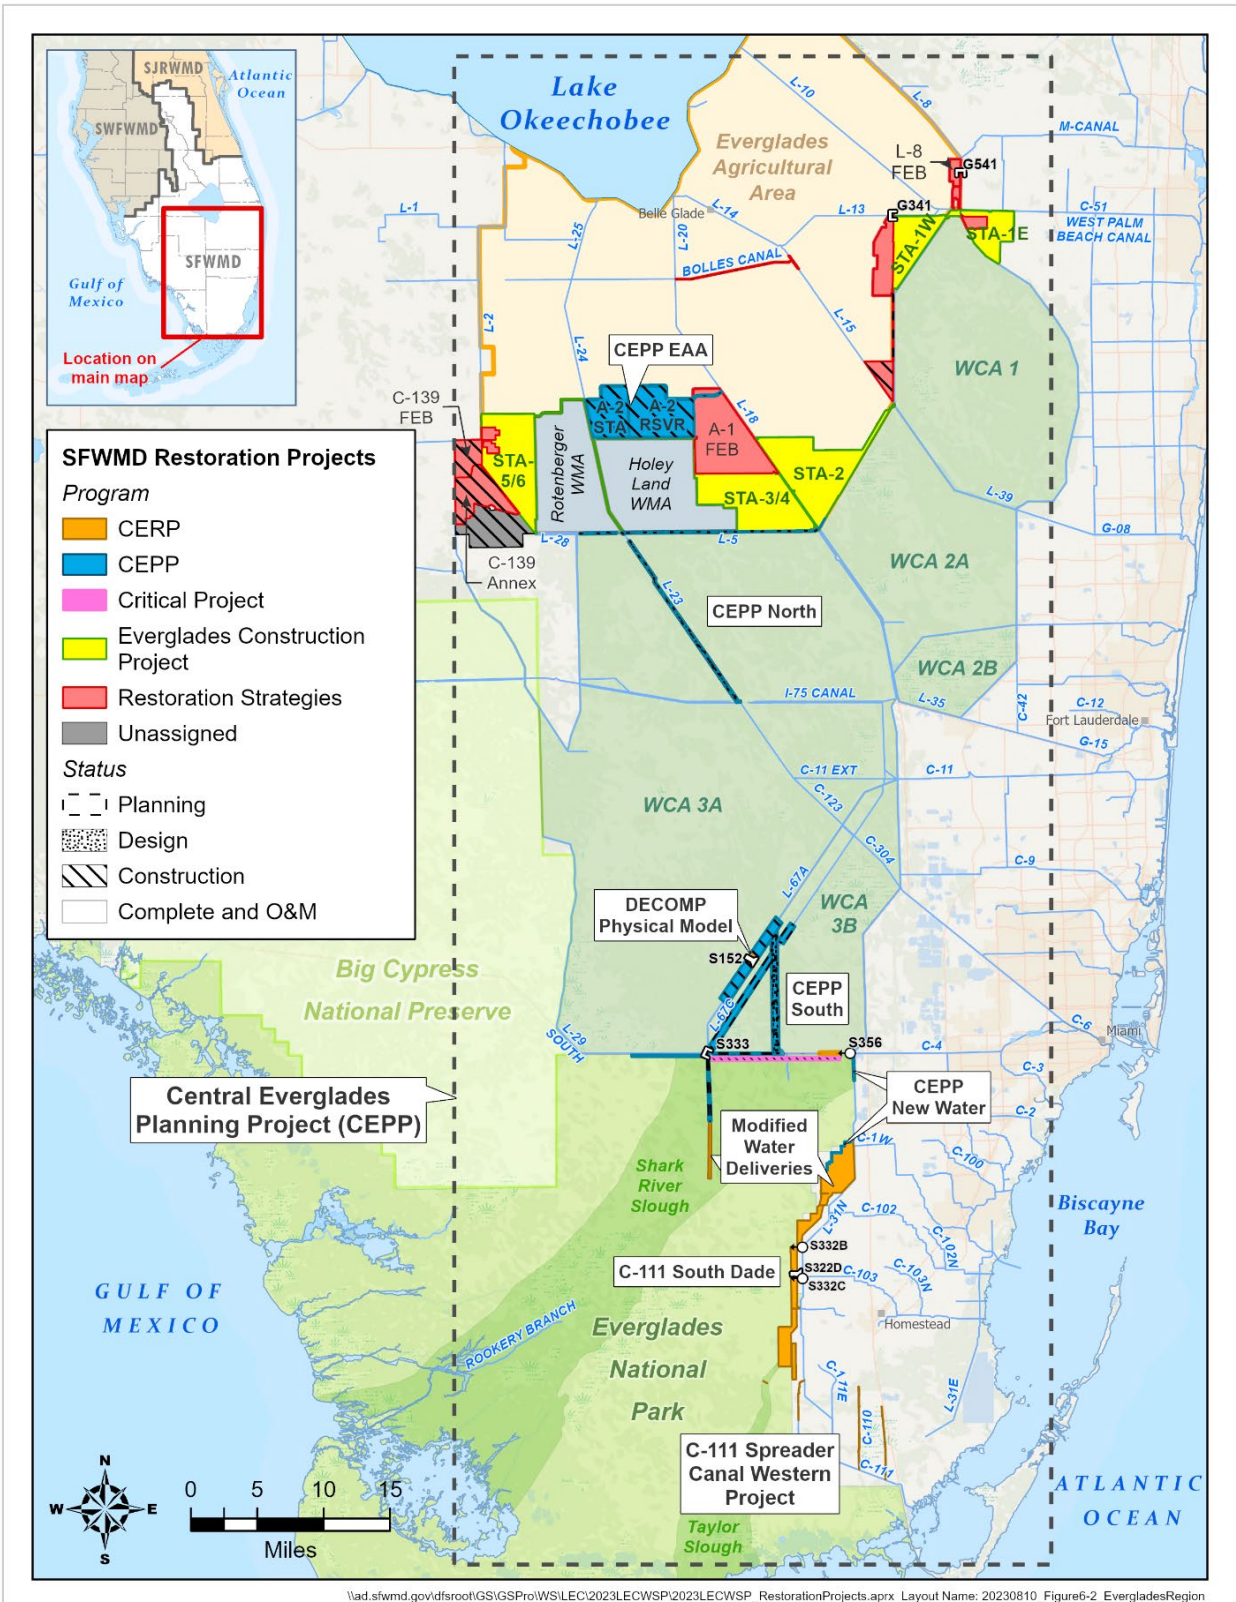 SJRWMD
Atlantic
Ocean
SWFWMD
SFWMD
Gulf of
Mexico
Location on
main map
Lake
Okeechobee
L-10
L-8
M-CANAL
Everglades
Agricultural
Area
L-8
FEB
G541
L-1
L-25
Belle Glade
L-14
L-20
L-13
G341
C-51
WEST PALM
BEACH CANAL
STA-1W
STA-1E
BOLLES CANAL
L-2
L-24
L-15
CEPP EAA
WCA 1
C-139
FEB
A-2
STA
A-2
RSVR
L-18
A-1
FEB
STA-
5/6
Rotenberger
WMA
Holey
Land
WMA
STA-2
STA-3/4
L-39
G-08
L-28
L-5
C-139
Annex
WCA 2A
L-23
CEPP North
WCA 2B
I-75 CANAL
L-35
C-42
C-12
Fort Lauderdale
G-15
C-11 EXT
C-11
WCA 3A
C-123
C-304
C-9
L-67A
WCA
3B
DECOMP
Physical Model
S152
CEPP
South
L-67C
Big Cypress
National Preserve
L-29
SOUTH
S333
S356
C-4
C-6
Miami
C-3
Central Everglades
Planning Project (CEPP)
CEPP
New Water
C-2
Modified
Water
Deliveries
C-1W
C-100
Shark
River
Slough
L-31N
C-102
C-102N
Biscayne
Bay
S332B
C-111 South Dade
S322D
C-103
C-103N
S332C
GULF OF
MEXICO
Homestead
ROOKERY BRANCH
Everglades
National
Park
C-111E
L-31E
C-110
C-111
C-111 Spreader
Canal Western
Project
Taylor
Slough
ATLANTIC
OCEAN
SFWMD Restoration Projects
Program
CERP
CEPP
Critical Project
Everglades Construction
Project
Restoration Strategies
Unassigned
Status
Planning
Design
Construction
Complete and O&M
N
W
E
S
0 5 10 15
Miles
\\ad.sfwmd.gov\dfsroot\GS\GSPro\WS\LEC\2023LECWSP\2023LECWSP_RestorationProjects.aprx Layout Name: 20230810_Figure6-2_EvergladesRegion